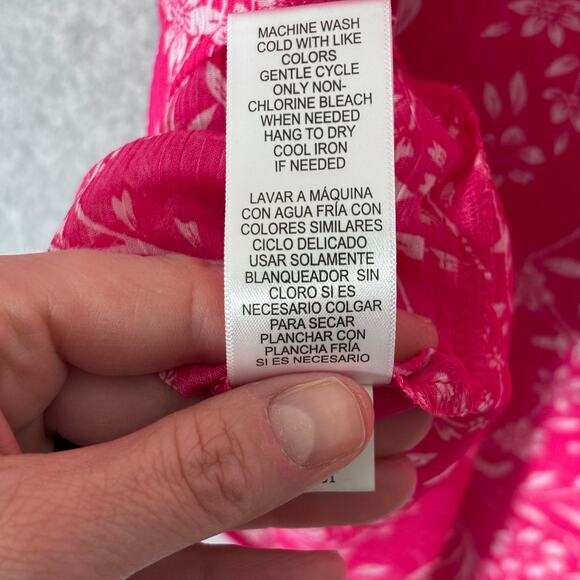 MACHINE WASH
COLD WITH LIKE
COLORS
GENTLE CYCLE
ONLY NON-
CHLORINE BLEACH
WHEN NEEDED
HANG TO DRY
COOL IRON
IF NEEDED
LAVAR A MÁQUINA
CON AGUA FRÍA CON
COLORES SIMILARES
CICLO DELICADO
USAR SOLAMENTE
BLANQUEADOR SIN
CLORO SI ES
NECESARIO COLGAR
PARA SECAR
PLANCHAR CON
PLANCHA FRÍA
SI ES NECESARIO